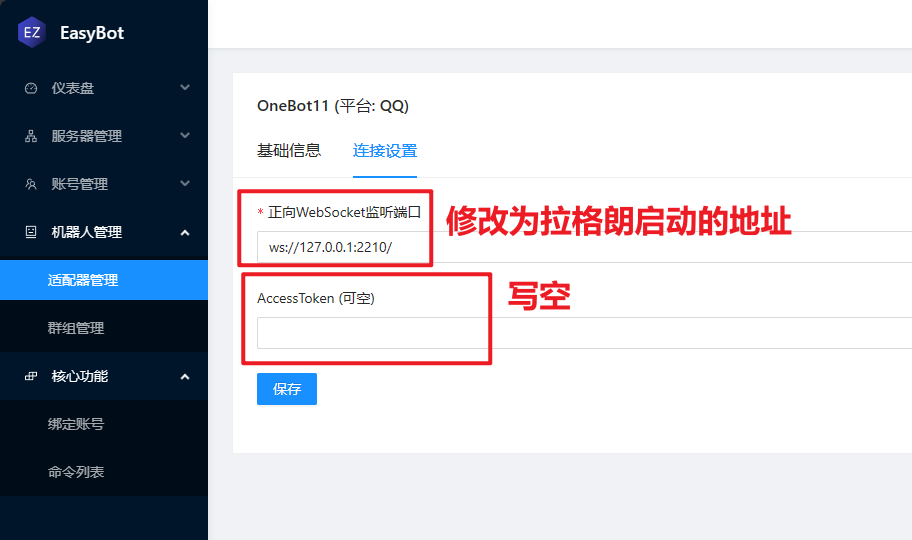 EZ EasyBot
仪表盘
服务器管理
账号管理
机器人管理
适配器管理
群组管理
核心功能
绑定账号
命令列表
OneBot11 (平台: QQ)
基础信息 连接设置
* 正向WebSocket监听端口
ws://127.0.0.1:2210/
修改为拉格朗启动的地址
AccessToken (可空)
写空
保存